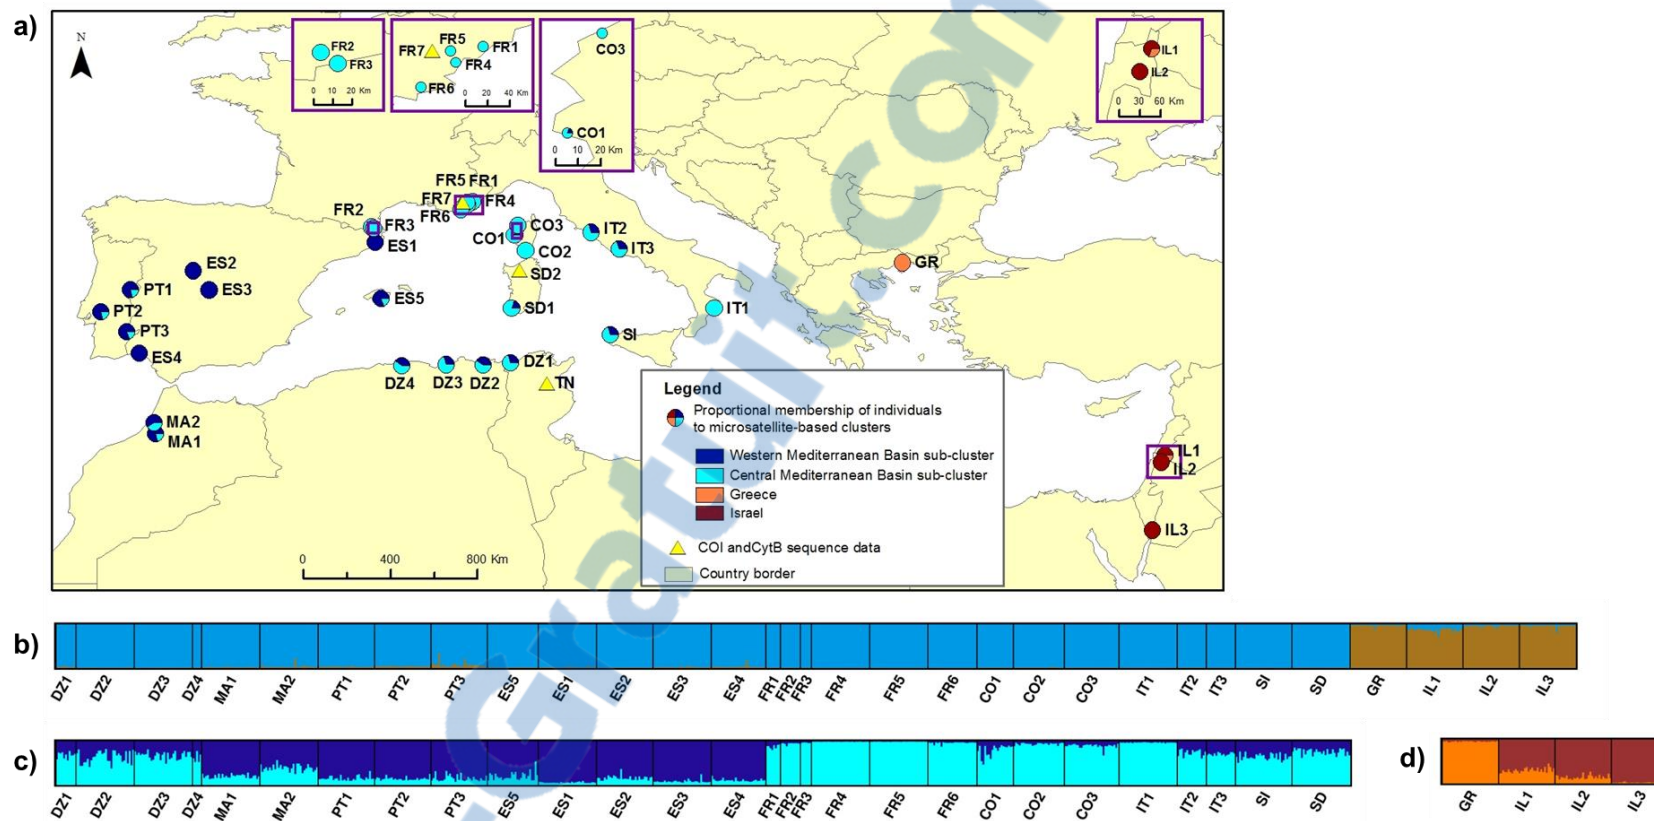 a)
N
FR2
FR3
0 10 20 Km
FR7
FR5
FR1
FR4
FR6
0 20 40 Km
CO3
CO1
0 10 20 Km
IL1
IL2
0 30 60 Km
FR5 FR1
FR7
FR4
FR6
FR2
FR3
ES1
CO3
CO1
CO2
IT2
IT3
SD2
SD1
IT1
GR
ES2
ES3
PT1
PT2
ES5
PT3
ES4
SI
DZ1
DZ4
DZ3
DZ2
TN
MA2
MA1
IL1
IL2
IL3
0 400 800 Km
Legend
Proportional membership of individuals
to microsatellite-based clusters
Western Mediterranean Basin sub-cluster
Central Mediterranean Basin sub-cluster
Greece
Israel
COI andCytB sequence data
Country border
Gratuit.com
b)
DZ1 DZ2 DZ3 DZ4 MA1 MA2 PT1 PT2 PT3 ES5 ES1 ES2 ES3 ES4 FR1 FR2 FR3 FR4 FR5 FR6 CO1 CO2 CO3 IT1 IT2 IT3 SI SD GR IL1 IL2 IL3
c)
DZ1 DZ2 DZ3 DZ4 MA1 MA2 PT1 PT2 PT3 ES5 ES1 ES2 ES3 ES4 FR1 FR2 FR3 FR4 FR5 FR6 CO1 CO2 CO3 IT1 IT2 IT3 SI SD
d)
GR IL1 IL2 IL3